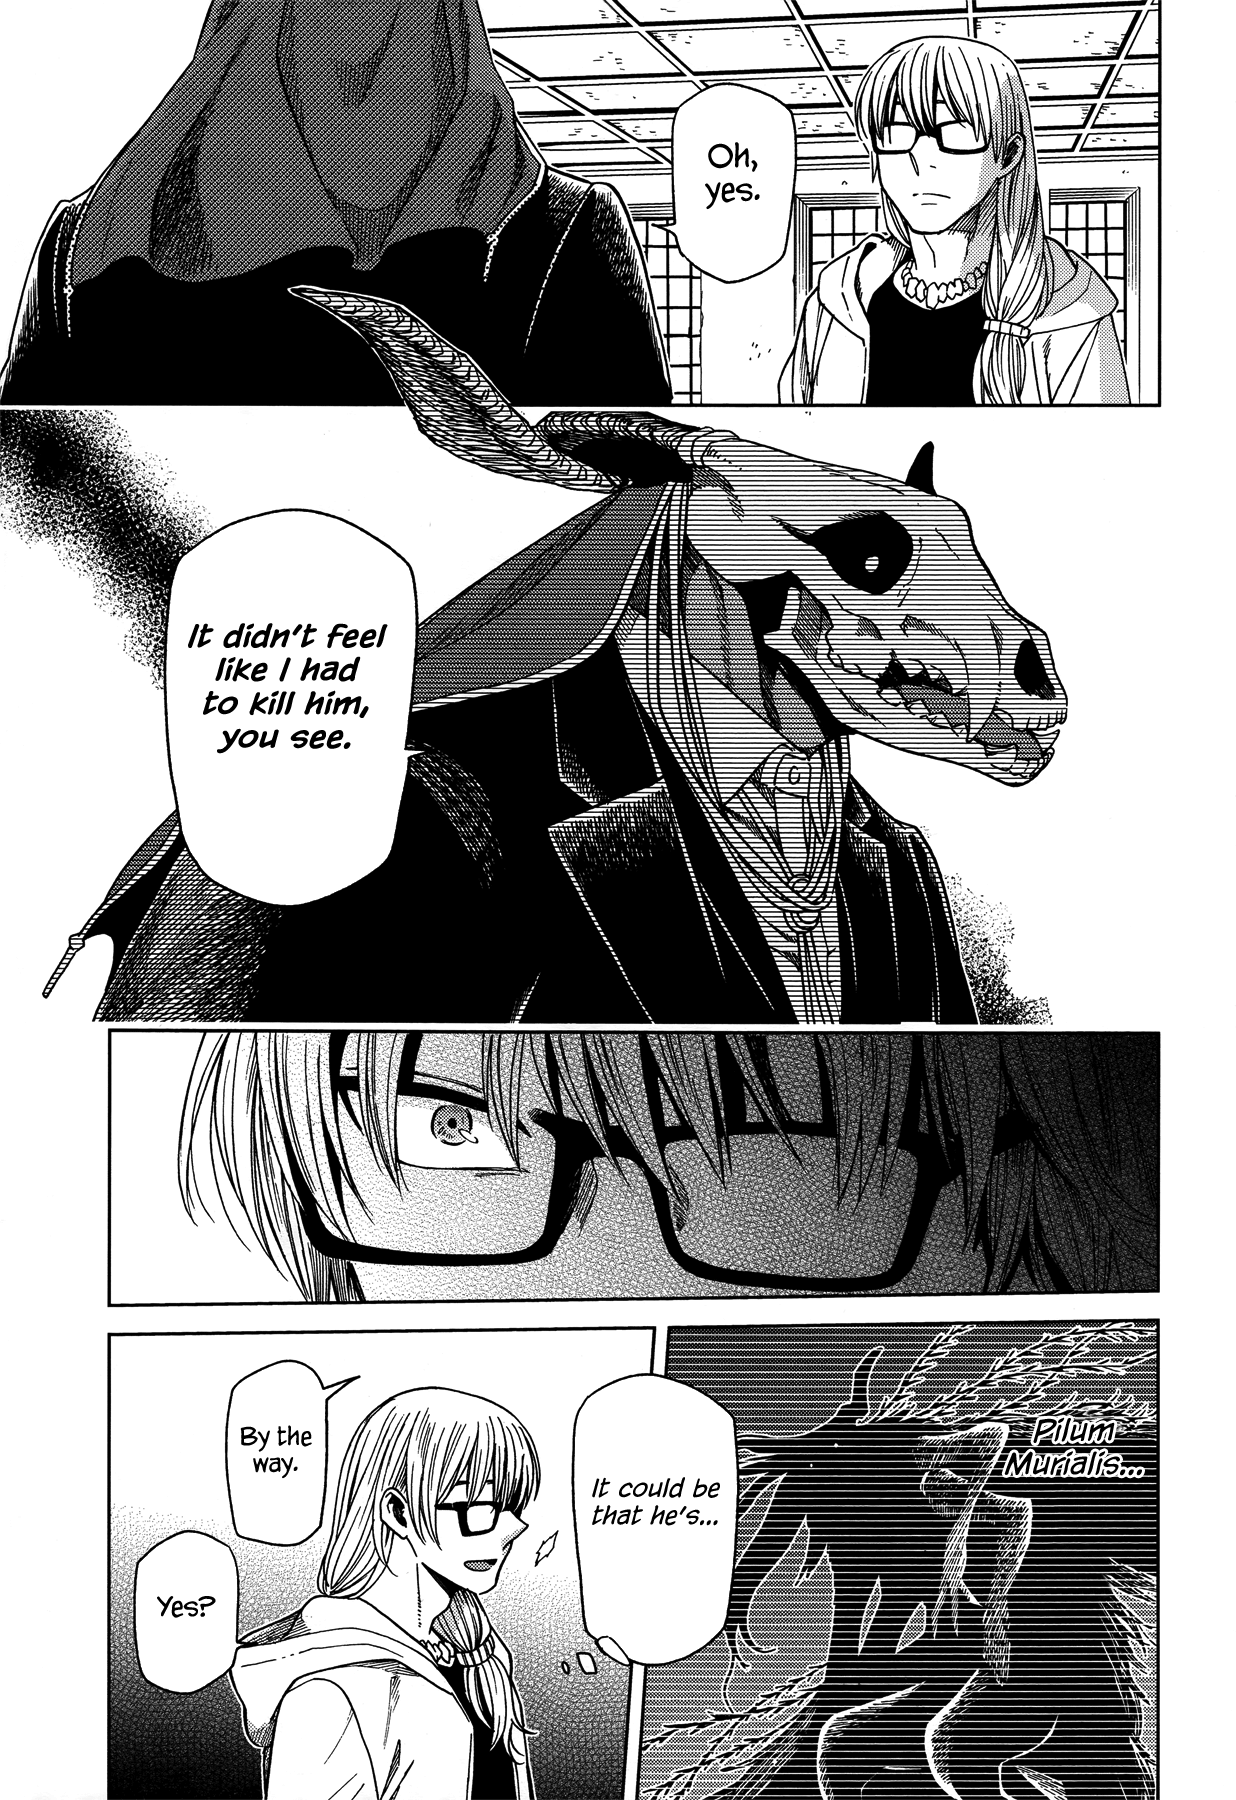 Oh,
yes.
It didn't feel
like I had
to kill him,
you see.
Pilum
Murialis...
It could be
that he's...
By the
way.
Yes?